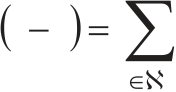 ( − ) = ∑
∈ℵ